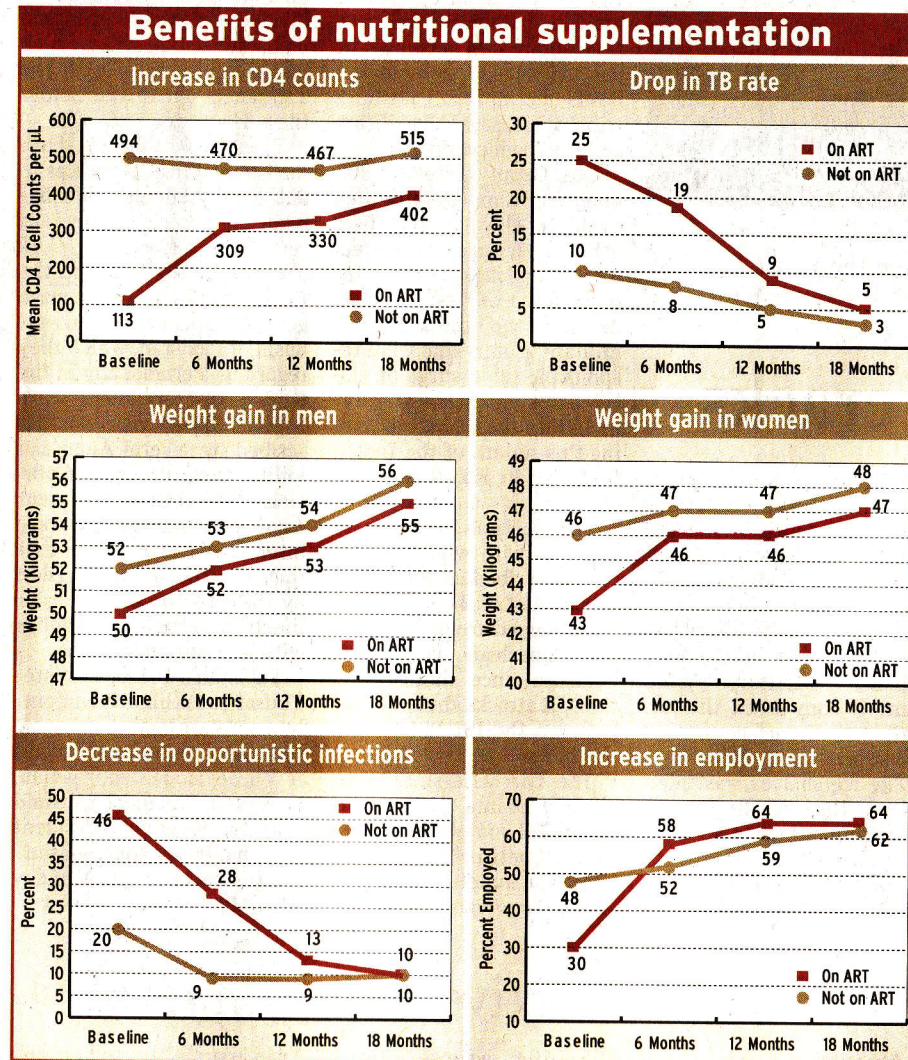 Benefits of nutritional supplementation
Increase in CD4 counts
Mean CD4 T Cell Counts per µL
600
500
400
300
200
100
0
494
470
467
515
113
309
330
402
On ART
Not on ART
Baseline
6 Months
12 Months
18 Months
Drop in TB rate
Percent
30
25
20
15
10
5
0
25
19
9
5
10
8
5
3
On ART
Not on ART
Baseline
6 Months
12 Months
18 Months
Weight gain in men
Weight (Kilograms)
57
56
55
54
53
52
51
50
49
48
47
52
53
54
56
50
52
53
55
On ART
Not on ART
Baseline
6 Months
12 Months
18 Months
Weight gain in women
Weight (Kilograms)
49
48
47
46
45
44
43
42
41
40
46
47
47
48
43
46
46
47
On ART
Not on ART
Baseline
6 Months
12 Months
18 Months
Decrease in opportunistic infections
Percent
50
45
40
35
30
25
20
15
10
5
0
46
28
13
10
20
9
9
10
On ART
Not on ART
Baseline
6 Months
12 Months
18 Months
Increase in employment
Percent Employed
70
60
50
40
30
20
10
58
64
64
30
48
52
59
62
On ART
Not on ART
Baseline
6 Months
12 Months
18 Months